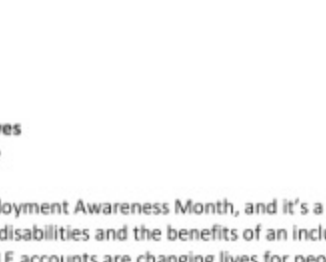 ves
loyment Awareness Month, and it's a
disabilities and the benefits of an inclu
E accounts are changing lives for peo